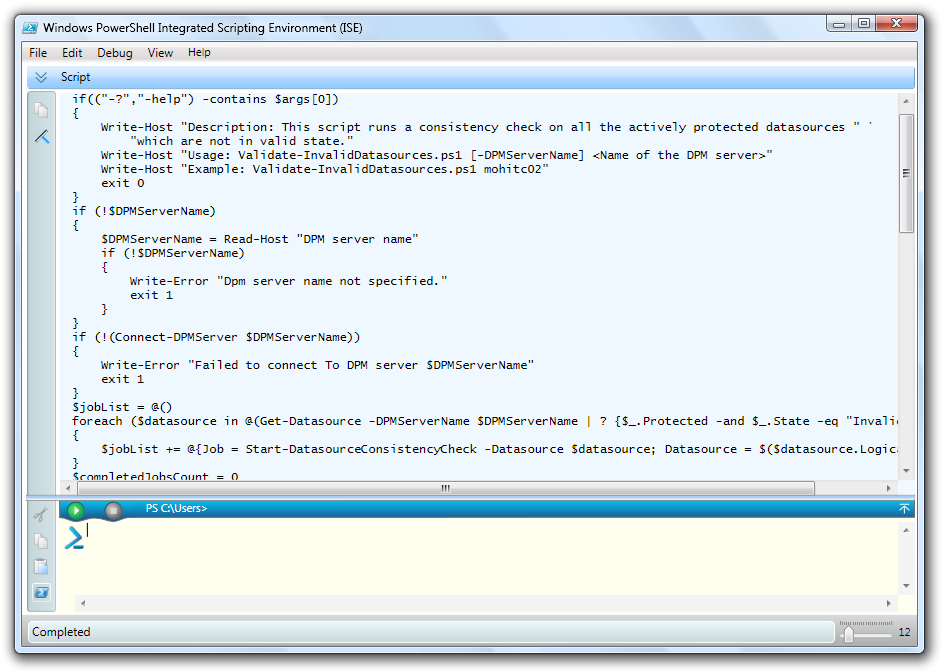 Windows PowerShell Integrated Scripting Environment (ISE)
File Edit Debug View Help
Script
if(("-?","-help") -contains $args[0])
{
    Write-Host "Description: This script runs a consistency check on all the actively protected datasources " `
        "which are not in valid state."
    Write-Host "Usage: Validate-InvalidDatasources.ps1 [-DPMServerName] <Name of the DPM server>"
    Write-Host "Example: Validate-InvalidDatasources.ps1 mohitc02"
    exit 0
}
if (!$DPMServerName)
{
    $DPMServerName = Read-Host "DPM server name"
    if (!$DPMServerName)
    {
        Write-Error "Dpm server name not specified."
        exit 1
    }
}
if (!(Connect-DPMServer $DPMServerName))
{
    Write-Error "Failed to connect To DPM server $DPMServerName"
    exit 1
}
$jobList = @()
foreach ($datasource in @(Get-Datasource -DPMServerName $DPMServerName | ? {$_.Protected -and $_.State -eq "Invali
{
    $jobList += @{Job = Start-DatasourceConsistencyCheck -Datasource $datasource; Datasource = $($datasource.Logica
}
$completedJobsCount = 0
PS C:\Users>
Completed
12